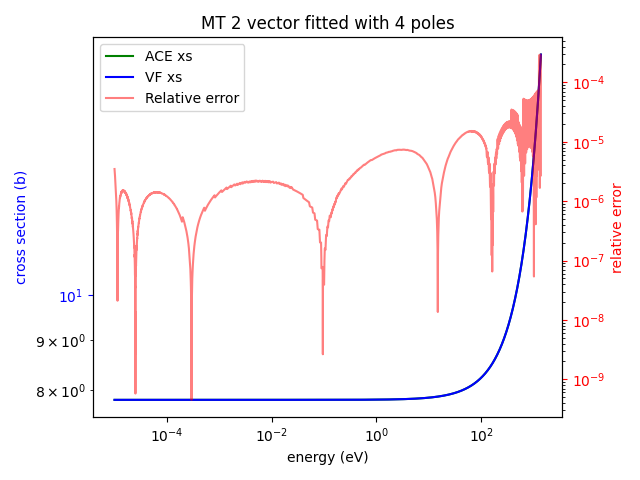 MT 2 vector fitted with 4 poles
ACE xs
VF xs
Relative error
cross section (b)
10¹
9 × 10⁰
8 × 10⁰
10⁻⁴
10⁻⁵
10⁻⁶
10⁻⁷
10⁻⁸
10⁻⁹
relative error
10⁻⁴ 10⁻² 10⁰ 10²
energy (eV)